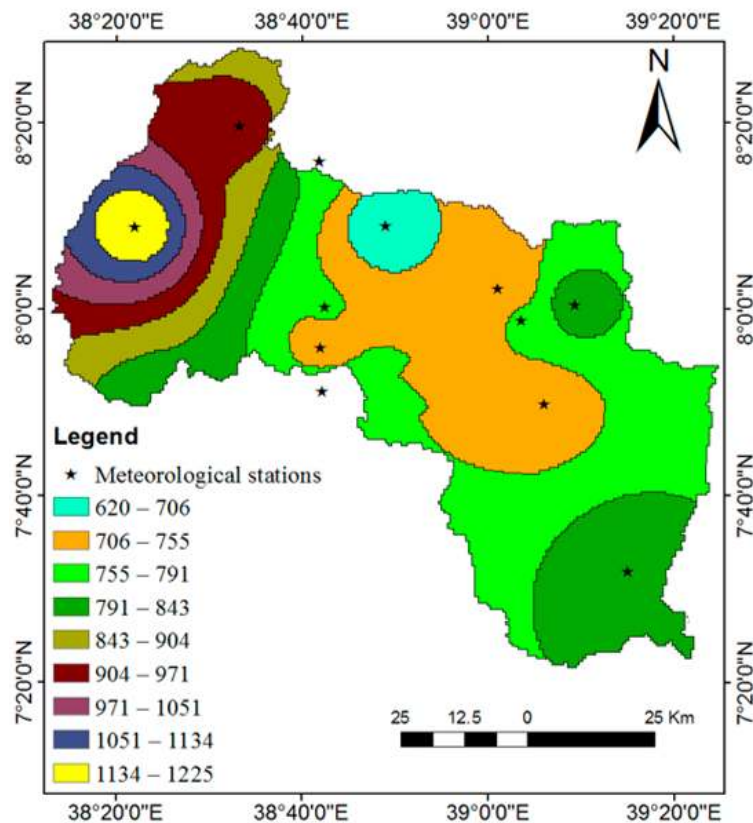 38°20'0"E 38°40'0"E 39°0'0"E 39°20'0"E
N
8°20'0"N 8°20'0"N
8°0'0"N 8°0'0"N
Legend
Meteorological stations
7°40'0"N 7°40'0"N
620 – 706
706 – 755
755 – 791
791 – 843
843 – 904
904 – 971
7°20'0"N 7°20'0"N
971 – 1051
1051 – 1134
1134 – 1225
25 12.5 0 25 Km
38°20'0"E 38°40'0"E 39°0'0"E 39°20'0"E